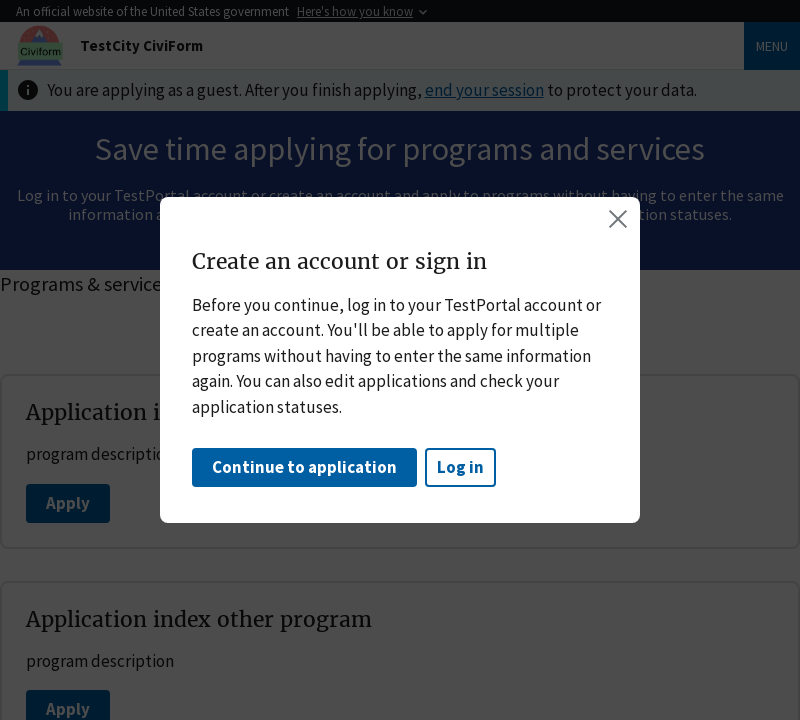 An official website of the United States government Here's how you know
Civiform
TestCity CiviForm
MENU
You are applying as a guest. After you finish applying, end your session to protect your data.
Save time applying for programs and services
Log in to your TestPortal account or create an account and apply to programs without having to enter the same
information a
tion statuses.
Create an account or sign in
Before you continue, log in to your TestPortal account or
create an account. You'll be able to apply for multiple
programs without having to enter the same information
again. You can also edit applications and check your
application statuses.
Continue to application
Log in
Programs & service
Application i
program descriptio
Apply
Application index other program
program description
Apply